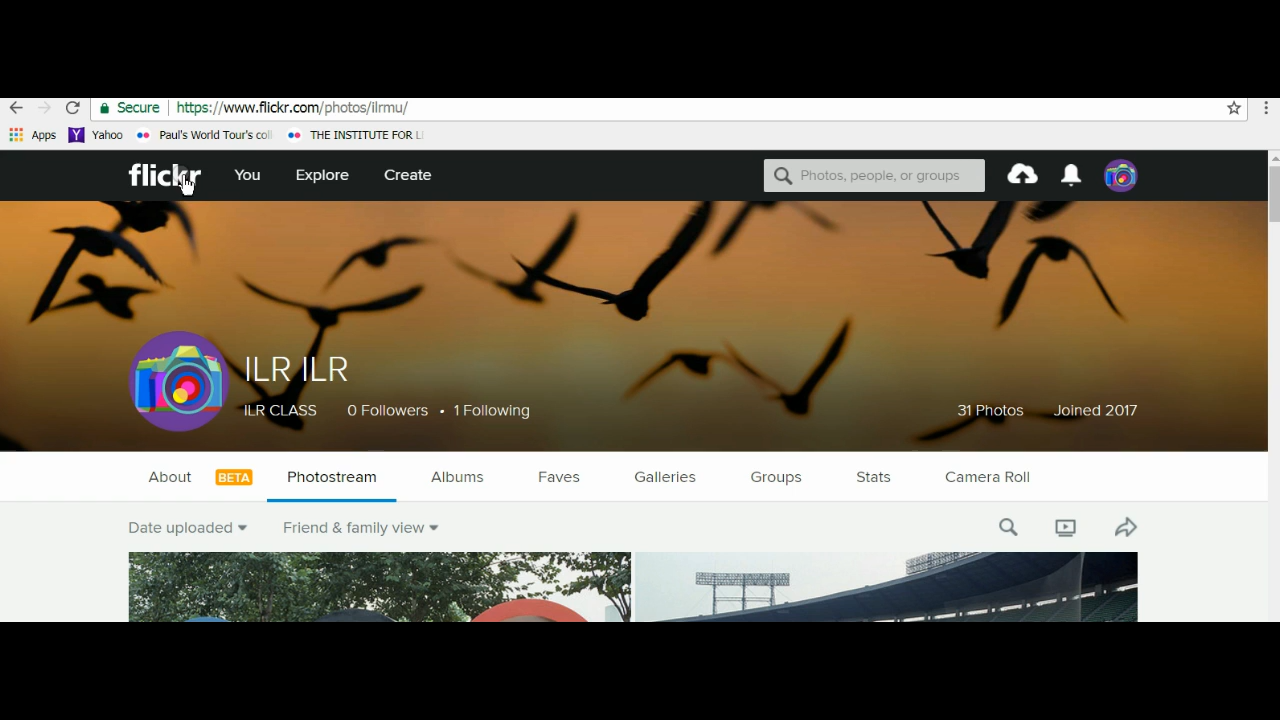 Secure https://www.flickr.com/photos/ilrmu/
Apps Yahoo Paul's World Tour's col THE INSTITUTE FOR LI
flickr You Explore Create Photos, people, or groups
ILR ILR
ILR CLASS 0 Followers • 1 Following 31 Photos Joined 2017
About BETA Photostream Albums Faves Galleries Groups Stats Camera Roll
Date uploaded Friend & family view